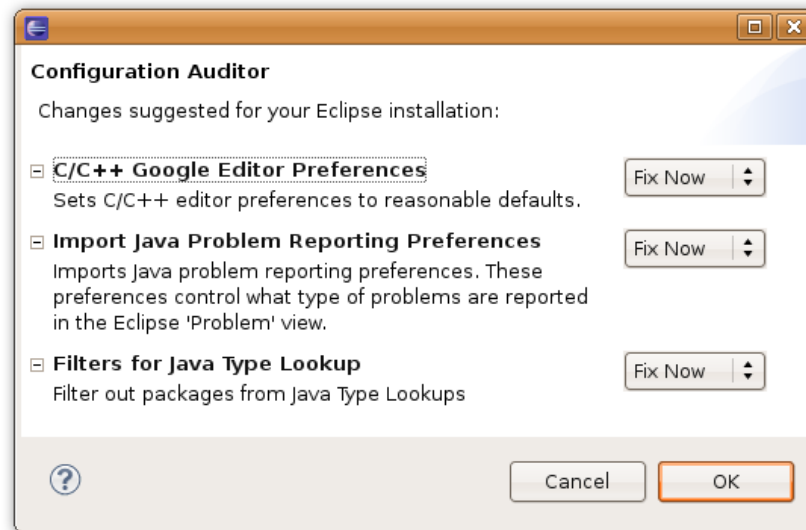 Configuration Auditor
Changes suggested for your Eclipse installation:
C/C++ Google Editor Preferences
Fix Now
Sets C/C++ editor preferences to reasonable defaults.
Import Java Problem Reporting Preferences
Fix Now
Imports Java problem reporting preferences. These
preferences control what type of problems are reported
in the Eclipse 'Problem' view.
Filters for Java Type Lookup
Fix Now
Filter out packages from Java Type Lookups
?
Cancel
OK